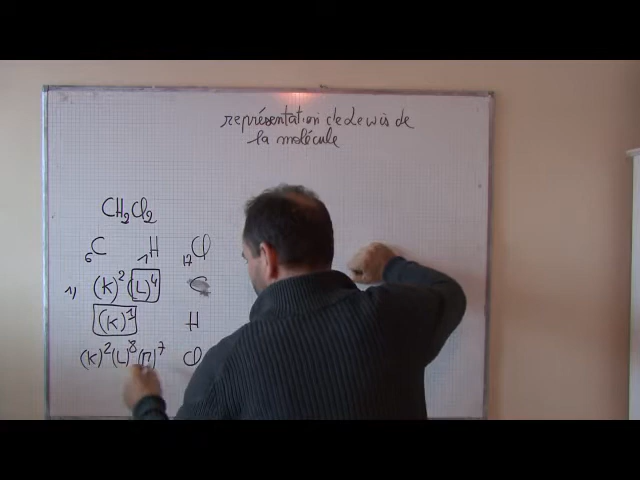 représentation de Lewis de
la molécule
CH₂Cl₂
₆C ₁H ₁₇Cl
1) (K)² (L)⁴ C
(K)¹ H
(K)² (L)⁸ (M)⁷ Cl